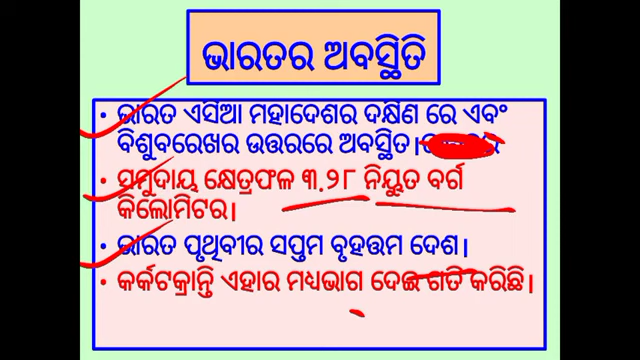 ଭାରତର ଅବସ୍ଥିତି
• ଭାରତ ଏସିଆ ମହାଦେଶର ଦକ୍ଷିଣ ରେ ଏବଂ
ବିଶୁବରେଖର ଉତ୍ତରରେ ଅବସ୍ଥିତ।
• ସମୁଦାୟ କ୍ଷେତ୍ରଫଳ ୩.୨୮ ନିୟୁତ ବର୍ଗ
କିଲୋମିଟର।
• ଭାରତ ପୃଥିବୀର ସପ୍ତମ ବୃହତ୍ତମ ଦେଶ।
• କର୍କଟକ୍ରାନ୍ତି ଏହାର ମଧ୍ୟଭାଗ ଦେଇ ଗତି କରିଛି।